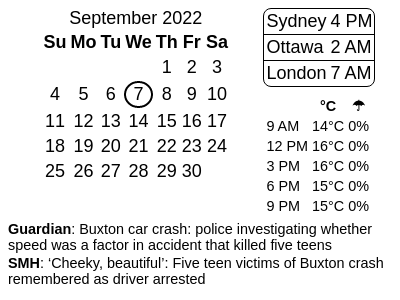 September 2022
Su Mo Tu We Th Fr Sa
1 2 3
4 5 6 7 8 9 10
11 12 13 14 15 16 17
18 19 20 21 22 23 24
25 26 27 28 29 30
Sydney 4 PM
Ottawa 2 AM
London 7 AM
°C ☂
9 AM 14°C 0%
12 PM 16°C 0%
3 PM 16°C 0%
6 PM 15°C 0%
9 PM 15°C 0%
Guardian: Buxton car crash: police investigating whether
speed was a factor in accident that killed five teens
SMH: ‘Cheeky, beautiful’: Five teen victims of Buxton crash
remembered as driver arrested